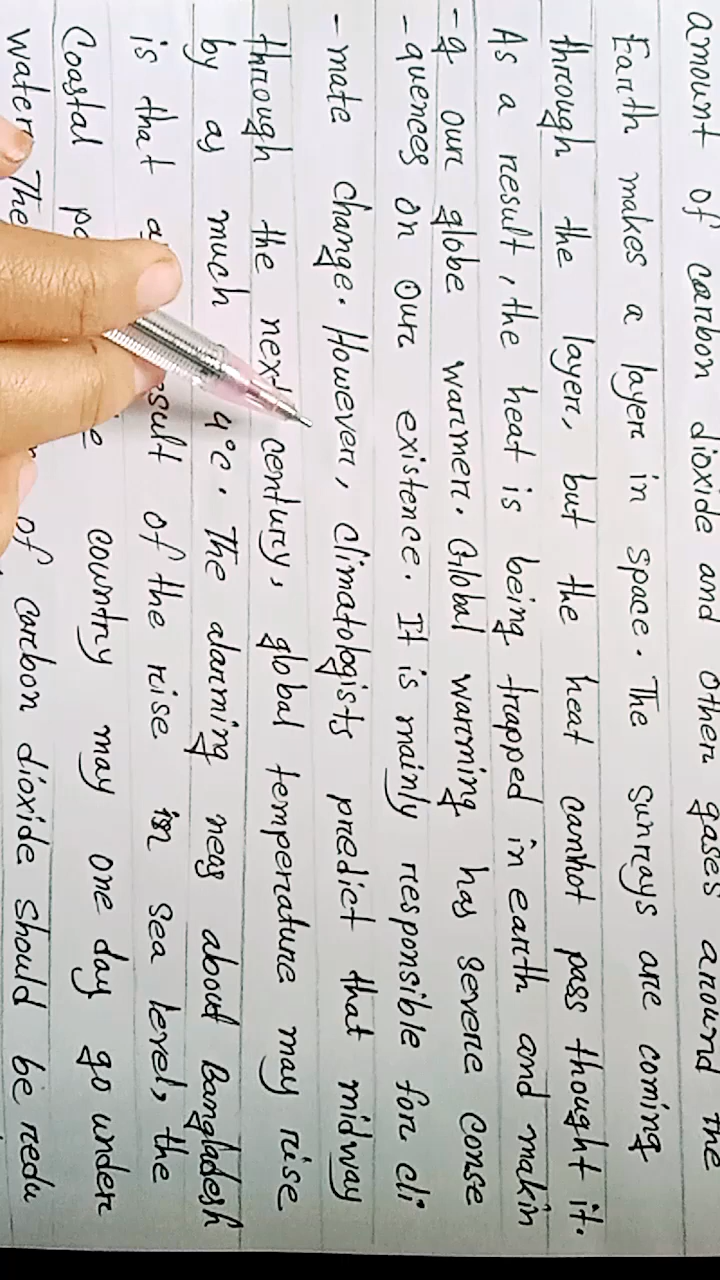 amount of carbon dioxide and other gases around the
Earth makes a layer in space. The sunrays are coming
through the layer, but the heat cannot pass thought it.
As a result, the heat is being trapped in earth and makin
-g our globe warmer. Global warming has severe conse
-quences on our existence. It is mainly responsible for cli
-mate change. However, climatologists predict that midway
through the next century, global temperature may rise
by as much 4°c. The alarming neas about Bangladesh
is that result of the rise in sea level, the
Coastal country may one day go under
water. The of carbon dioxide should be redu